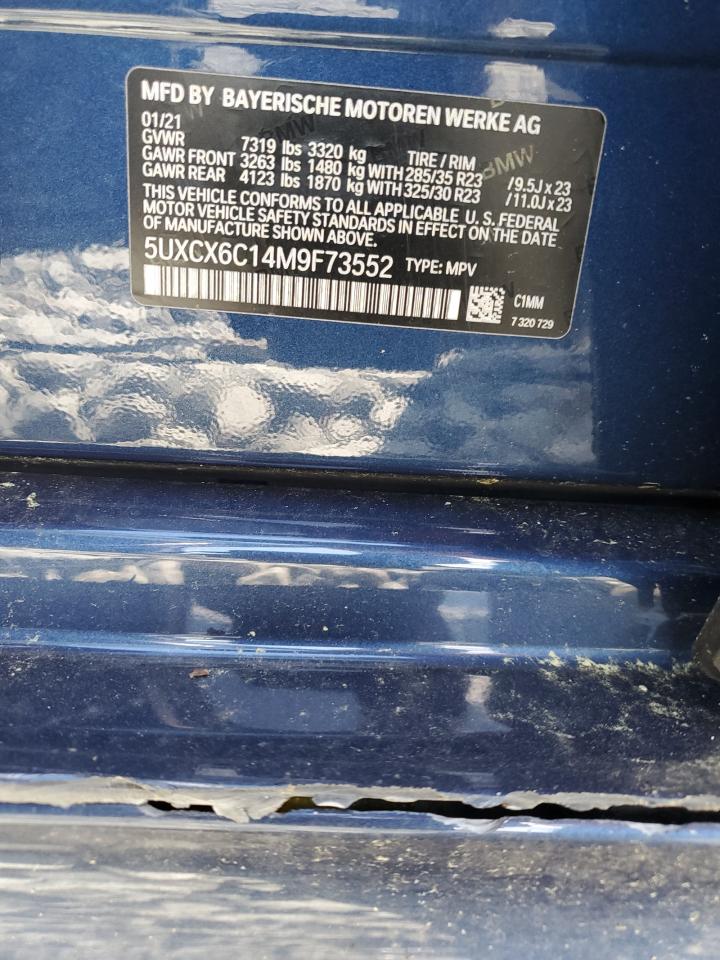 MFD BY BAYERISCHE MOTOREN WERKE AG
01/21
GVWR 7319 lbs 3320 kg TIRE / RIM
GAWR FRONT 3263 lbs 1480 kg WITH 285/35 R23 /9.5J x 23
GAWR REAR 4123 lbs 1870 kg WITH 325/30 R23 /11.0J x 23
THIS VEHICLE CONFORMS TO ALL APPLICABLE U. S. FEDERAL
MOTOR VEHICLE SAFETY STANDARDS IN EFFECT ON THE DATE
OF MANUFACTURE SHOWN ABOVE.
5UXCX6C14M9F73552 TYPE: MPV
C1MM
7 320 729